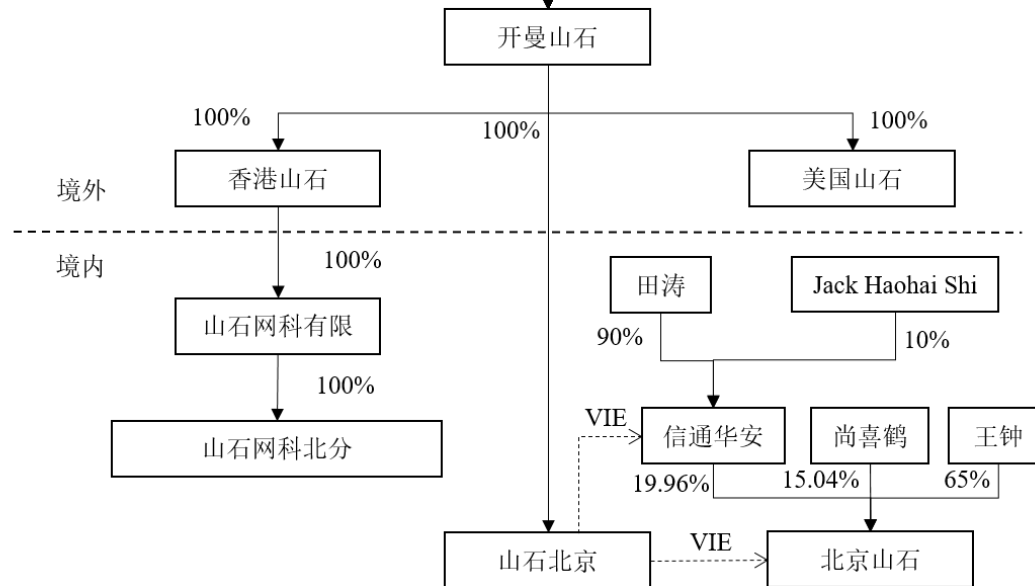 开曼山石
100%
100%
100%
香港山石
美国山石
境外
境内
100%
田涛
Jack Haohai Shi
山石网科有限
90%
10%
100%
VIE
信通华安
尚喜鹤
王钟
山石网科北分
19.96%
15.04%
65%
山石北京
VIE
北京山石